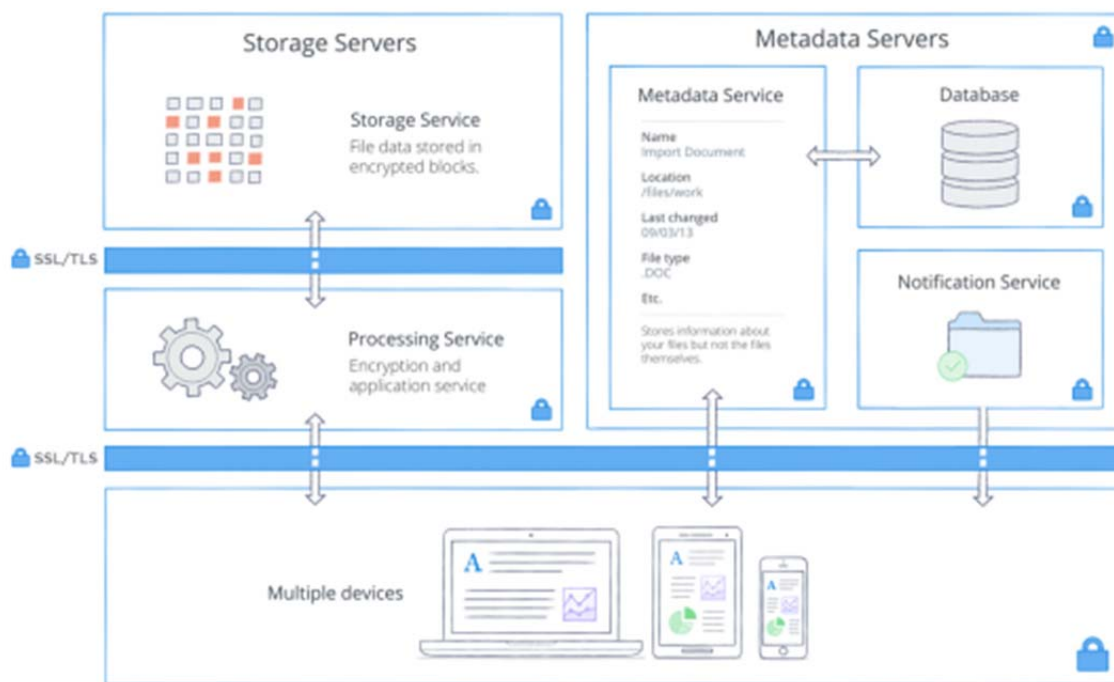 Storage Servers
Storage Service
File data stored in
encrypted blocks.
SSL/TLS
Processing Service
Encryption and
application service
SSL/TLS
Metadata Servers
Metadata Service
Name
Import Document
Location
/files/work
Last changed
09/03/13
File type
.DOC
Etc.
Stores information about
your files but not the files
themselves.
Database
Notification Service
Multiple devices
A
A
A